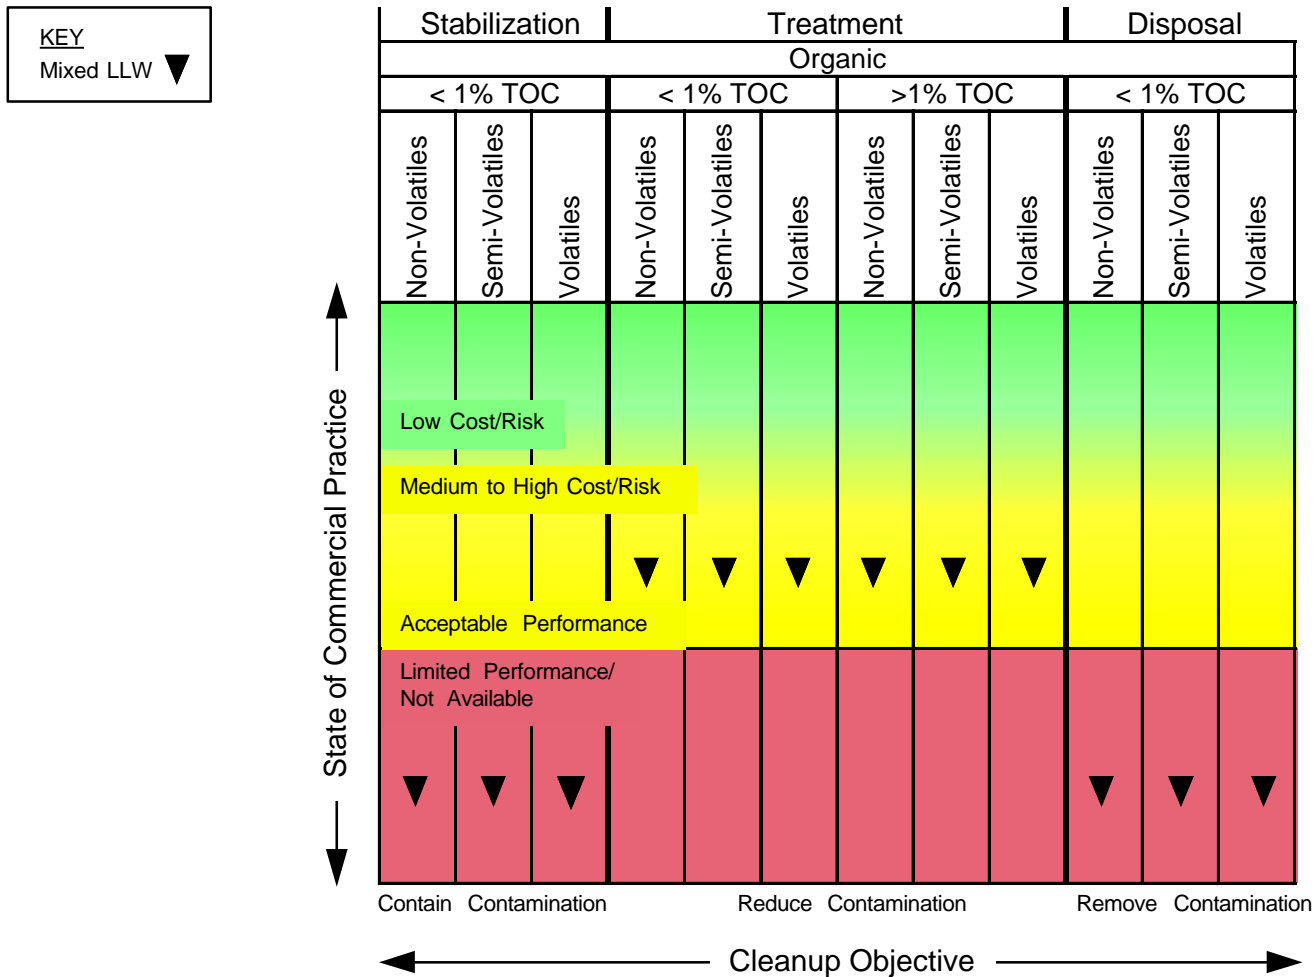 KEY
Mixed LLW
Stabilization Treatment Disposal
Organic
< 1% TOC < 1% TOC >1% TOC < 1% TOC
Non-Volatiles
Semi-Volatiles
Volatiles
Non-Volatiles
Semi-Volatiles
Volatiles
Non-Volatiles
Semi-Volatiles
Volatiles
Non-Volatiles
Semi-Volatiles
Volatiles
State of Commercial Practice
Low Cost/Risk
Medium to High Cost/Risk
Acceptable Performance
Limited Performance/
Not Available
Contain Contamination Reduce Contamination Remove Contamination
Cleanup Objective